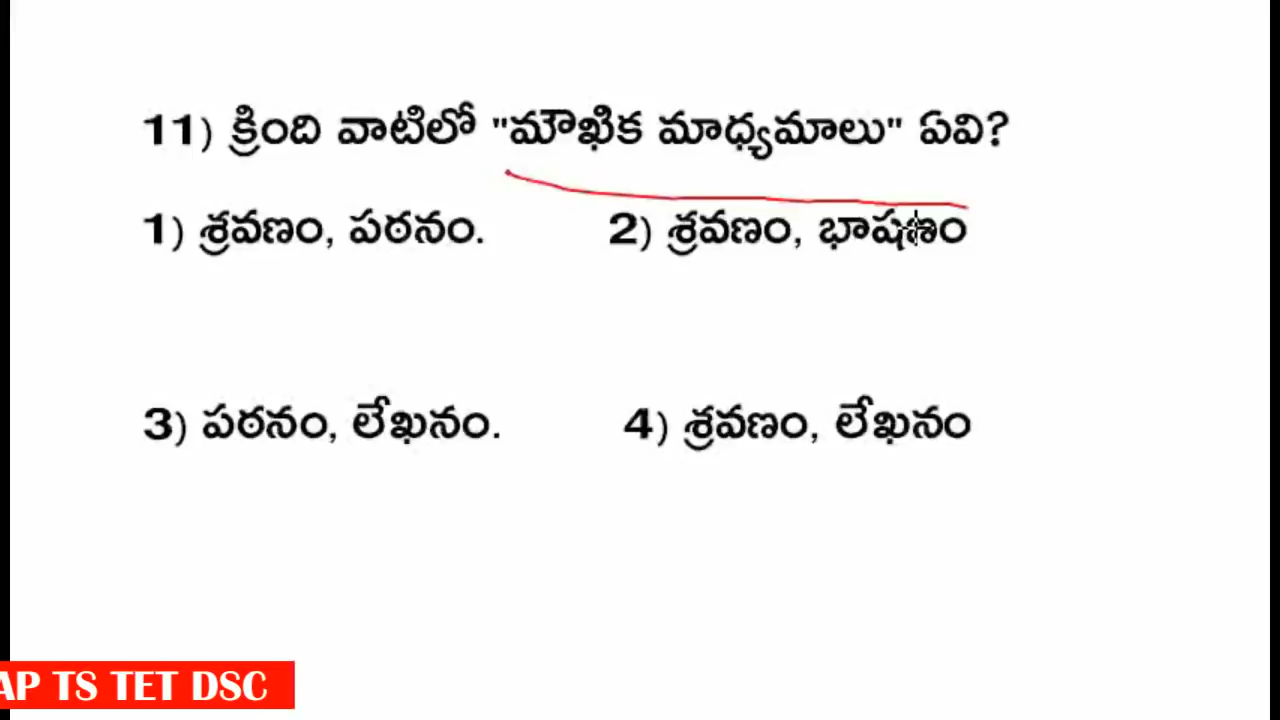 11) క్రింది వాటిలో "మౌఖిక మాధ్యమాలు" ఏవి?
1) శ్రవణం, పఠనం. 2) శ్రవణం, భాషణం
3) పఠనం, లేఖనం. 4) శ్రవణం, లేఖనం
AP TS TET DSC